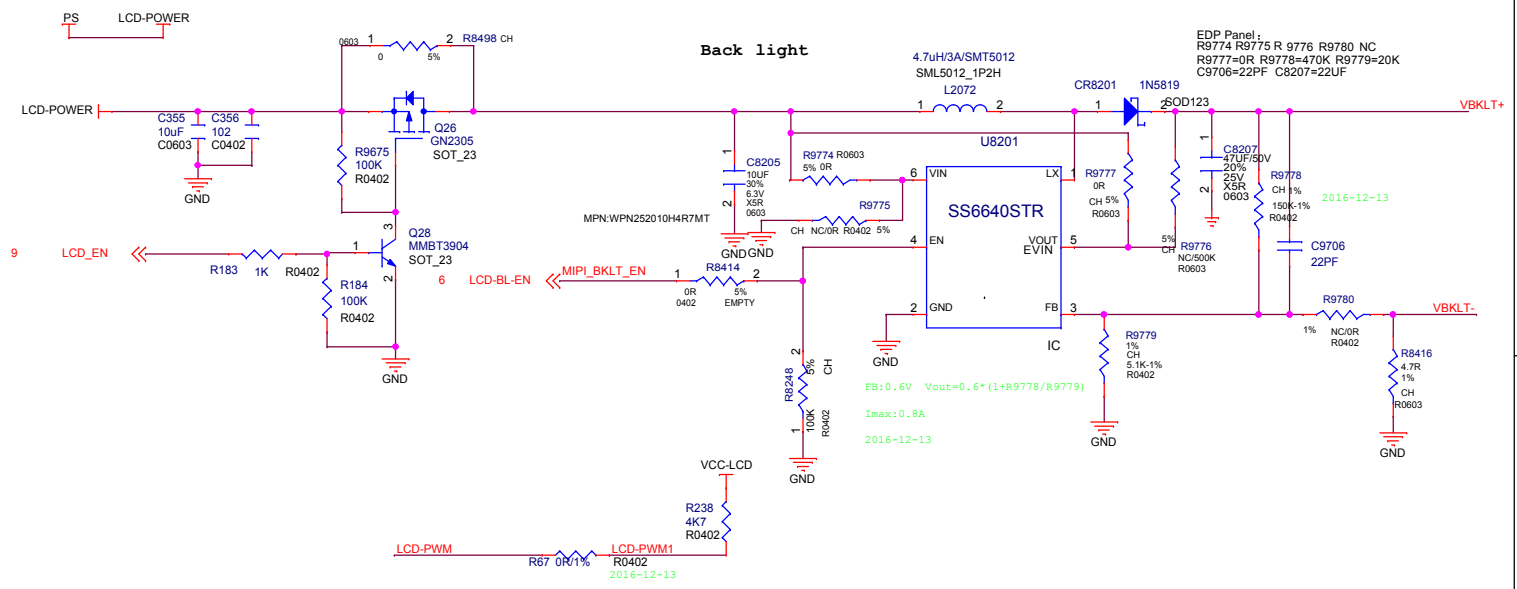 PS LCD-POWER
0603 1 2 R8498 CH
0 5%
Back light
EDP Panel :
R9774 R9775 R 9776 R9780 NC
R9777=0R R9778=470K R9779=20K
C9706=22PF C8207=22UF
4.7uH/3A/SMT5012
SML5012_1P2H
L2072
1 2
CR8201 1N5819
1 2 SOD123
VBKLT+
LCD-POWER
C355
10uF
C0603
C356
102
C0402
GND
Q26
GN2305
SOT_23
R9675
100K
R0402
1
C8205
10UF
30%
6.3V
X5R
0603
2
MPN:WPN252010H4R7MT
GND
R9774 R0603
5% 0R
R9775
CH NC/0R R0402 5%
GND
U8201
6 VIN LX 1
SS6640STR
4 EN VOUT 5
EVIN
2 GND FB 3
IC
GND
R9777
0R
CH 5%
R0603
5%
CH
R9776
NC/500K
R0603
1
C8207
47UF/50V
20%
25V
X5R
0603
2
R9778
CH 1%
150K-1%
R0402
2016-12-13
C9706
22PF
3
Q28
MMBT3904
SOT_23
1
2
9 LCD_EN
R183 1K R0402
R184
100K
R0402
GND
6 LCD-BL-EN
MIPI_BKLT_EN
R8414
1 2
0R 5%
0402 EMPTY
2
R8248
5%
CH
100K
R0402
1
GND
R9780
1% NC/0R
R0402
VBKLT-
R9779
1%
CH
5.1K-1%
R0402
GND
R8416
4.7R
1%
CH
R0603
GND
FB:0.6V Vout=0.6*(1+R9778/R9779)
Imax:0.8A
2016-12-13
VCC-LCD
R238
4K7
R0402
LCD-PWM
R67 0R/1%
LCD-PWM1
R0402
2016-12-13